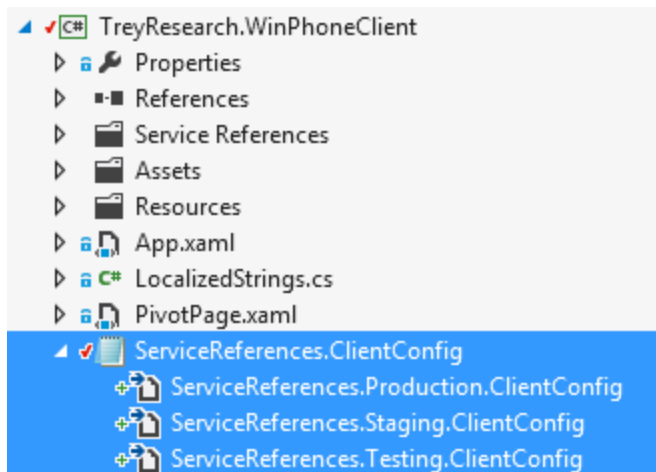 C# TreyResearch.WinPhoneClient
Properties
References
Service References
Assets
Resources
App.xaml
C# LocalizedStrings.cs
PivotPage.xaml
ServiceReferences.ClientConfig
ServiceReferences.Production.ClientConfig
ServiceReferences.Staging.ClientConfig
ServiceReferences.Testing.ClientConfig